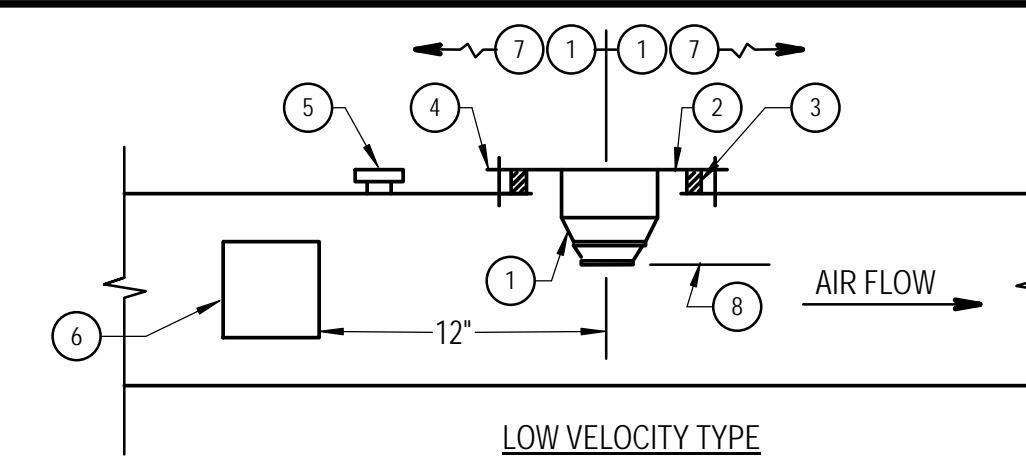 7 1 1 7
5 4 2 3
1 8 AIR FLOW
6 12"
LOW VELOCITY TYPE